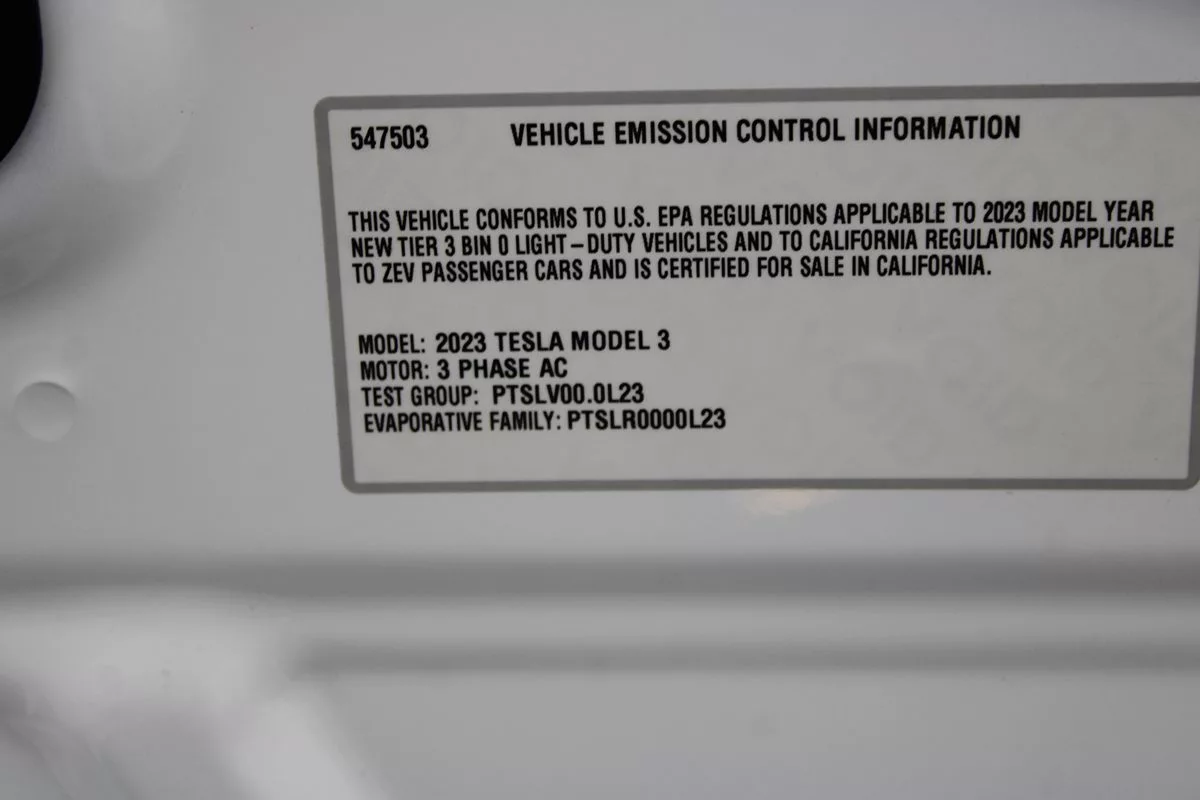 547503 VEHICLE EMISSION CONTROL INFORMATION
THIS VEHICLE CONFORMS TO U.S. EPA REGULATIONS APPLICABLE TO 2023 MODEL YEAR
NEW TIER 3 BIN 0 LIGHT-DUTY VEHICLES AND TO CALIFORNIA REGULATIONS APPLICABLE
TO ZEV PASSENGER CARS AND IS CERTIFIED FOR SALE IN CALIFORNIA.
MODEL: 2023 TESLA MODEL 3
MOTOR: 3 PHASE AC
TEST GROUP: PTSLV00.0L23
EVAPORATIVE FAMILY: PTSLR0000L23